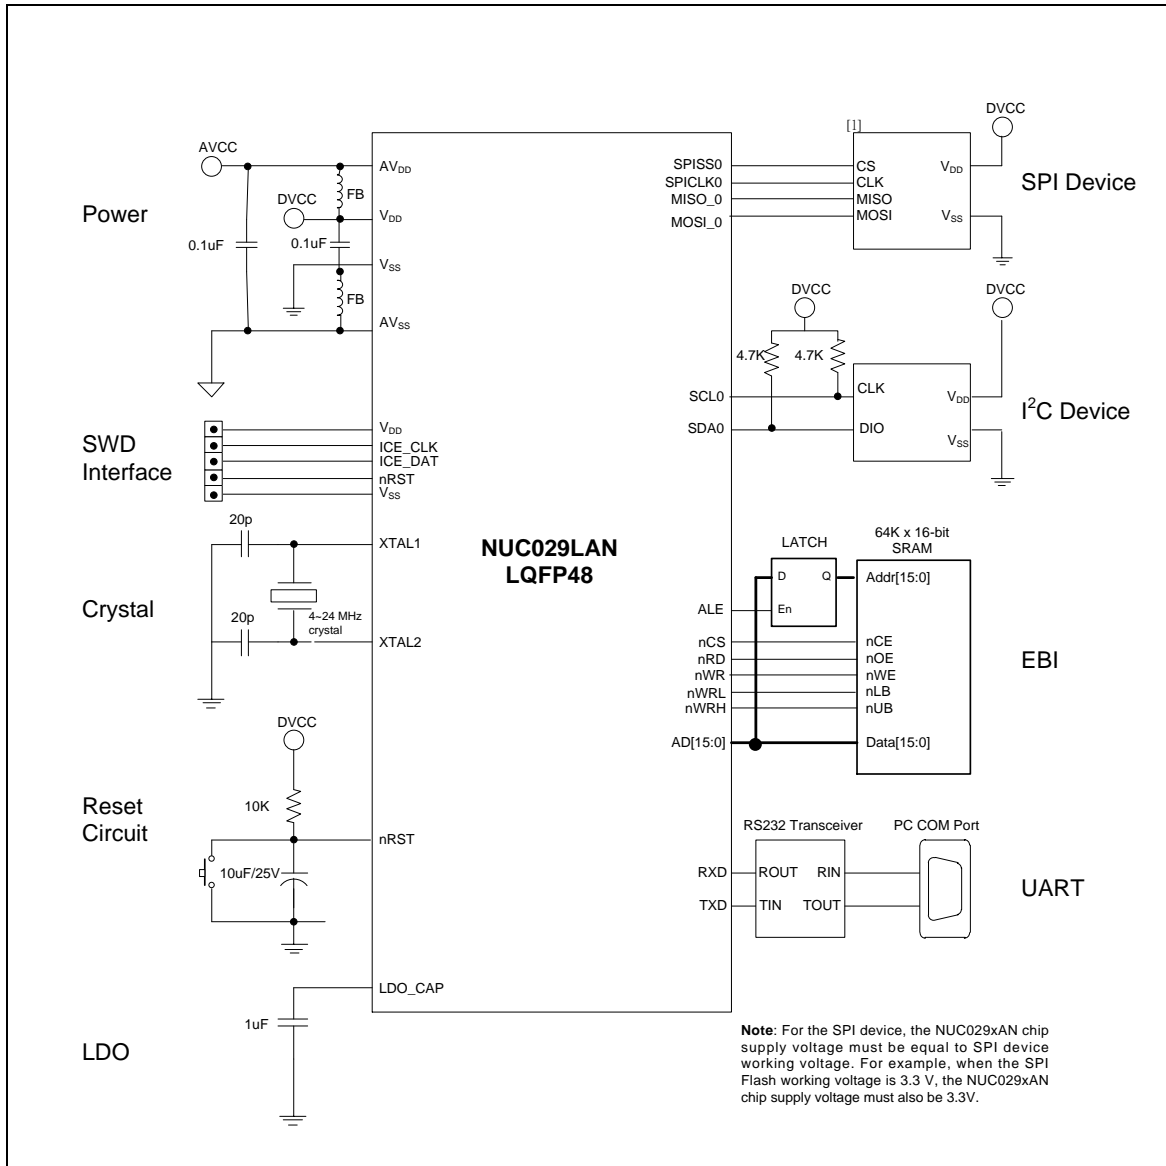 Power
AVCC
DVCC
FB
0.1uF
0.1uF
FB
AVDD
VDD
VSS
AVSS
SWD
Interface
VDD
ICE_CLK
ICE_DAT
nRST
VSS
Crystal
20p
20p
4~24 MHz
crystal
XTAL1
XTAL2
Reset
Circuit
DVCC
10K
10uF/25V
nRST
LDO
1uF
LDO_CAP
NUC029LAN
LQFP48
SPISS0
SPICLK0
MISO_0
MOSI_0
[1]
CS
CLK
MISO
MOSI
VDD
VSS
DVCC
SPI Device
DVCC
DVCC
4.7K
4.7K
SCL0
SDA0
CLK
DIO
VDD
VSS
I²C Device
64K x 16-bit
SRAM
LATCH
D
Q
En
Addr[15:0]
ALE
nCS
nRD
nWR
nWRL
nWRH
AD[15:0]
nCE
nOE
nWE
nLB
nUB
Data[15:0]
EBI
RS232 Transceiver
PC COM Port
RXD
TXD
ROUT
RIN
TIN
TOUT
UART
Note: For the SPI device, the NUC029xAN chip
supply voltage must be equal to SPI device
working voltage. For example, when the SPI
Flash working voltage is 3.3 V, the NUC029xAN
chip supply voltage must also be 3.3V.